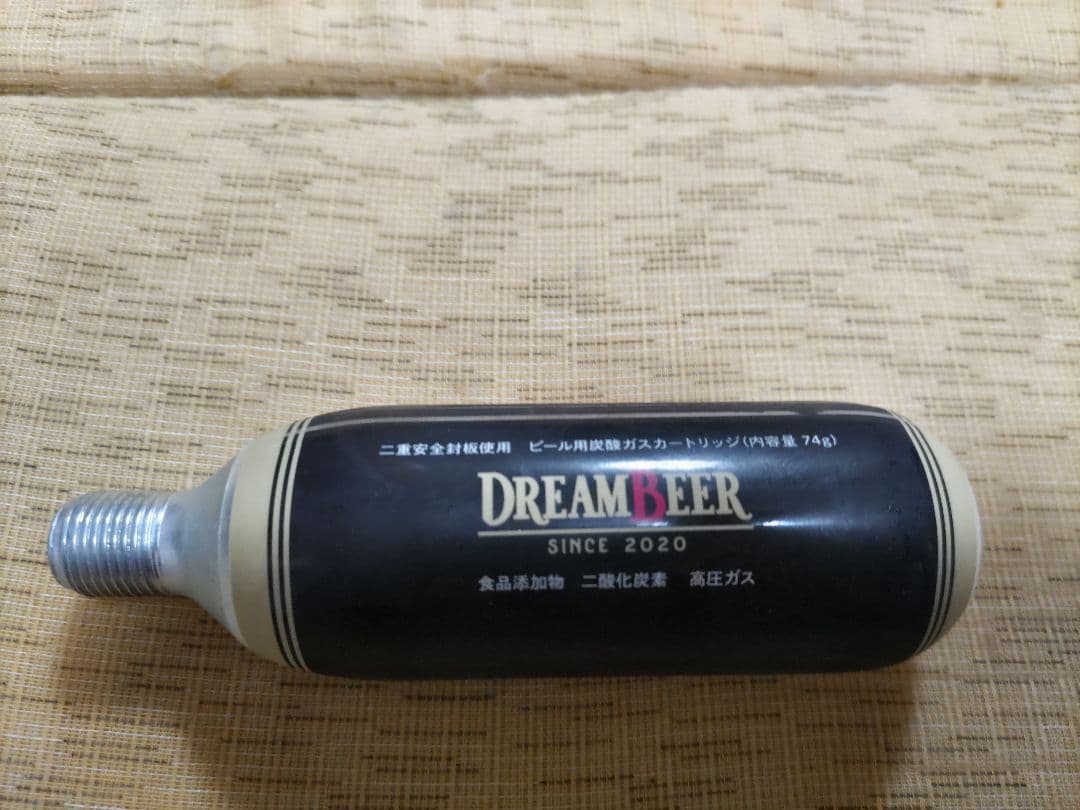 二重安全封板使用　ビール用炭酸ガスカートリッジ(内容量 74g)
DREAMBEER
SINCE 2020
食品添加物　二酸化炭素　高圧ガス